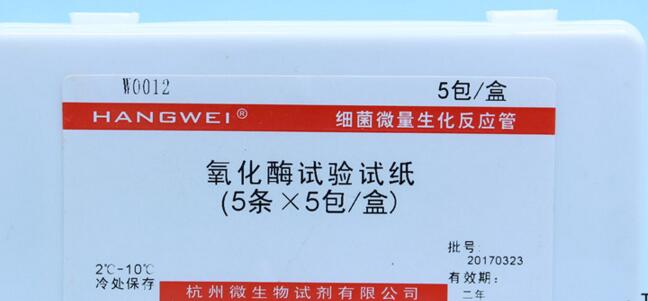 W0012 5包/盒
HANGWEI® 细菌微量生化反应管
氧化酶试验试纸
(5条×5包/盒)
批号:
20170323
2℃-10℃
冷处保存
有效期:
二年
杭州微生物试剂有限公司